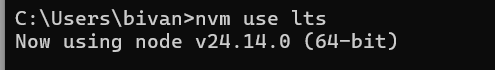 C:\Users\bivan>nvm use lts
Now using node v24.14.0 (64-bit)